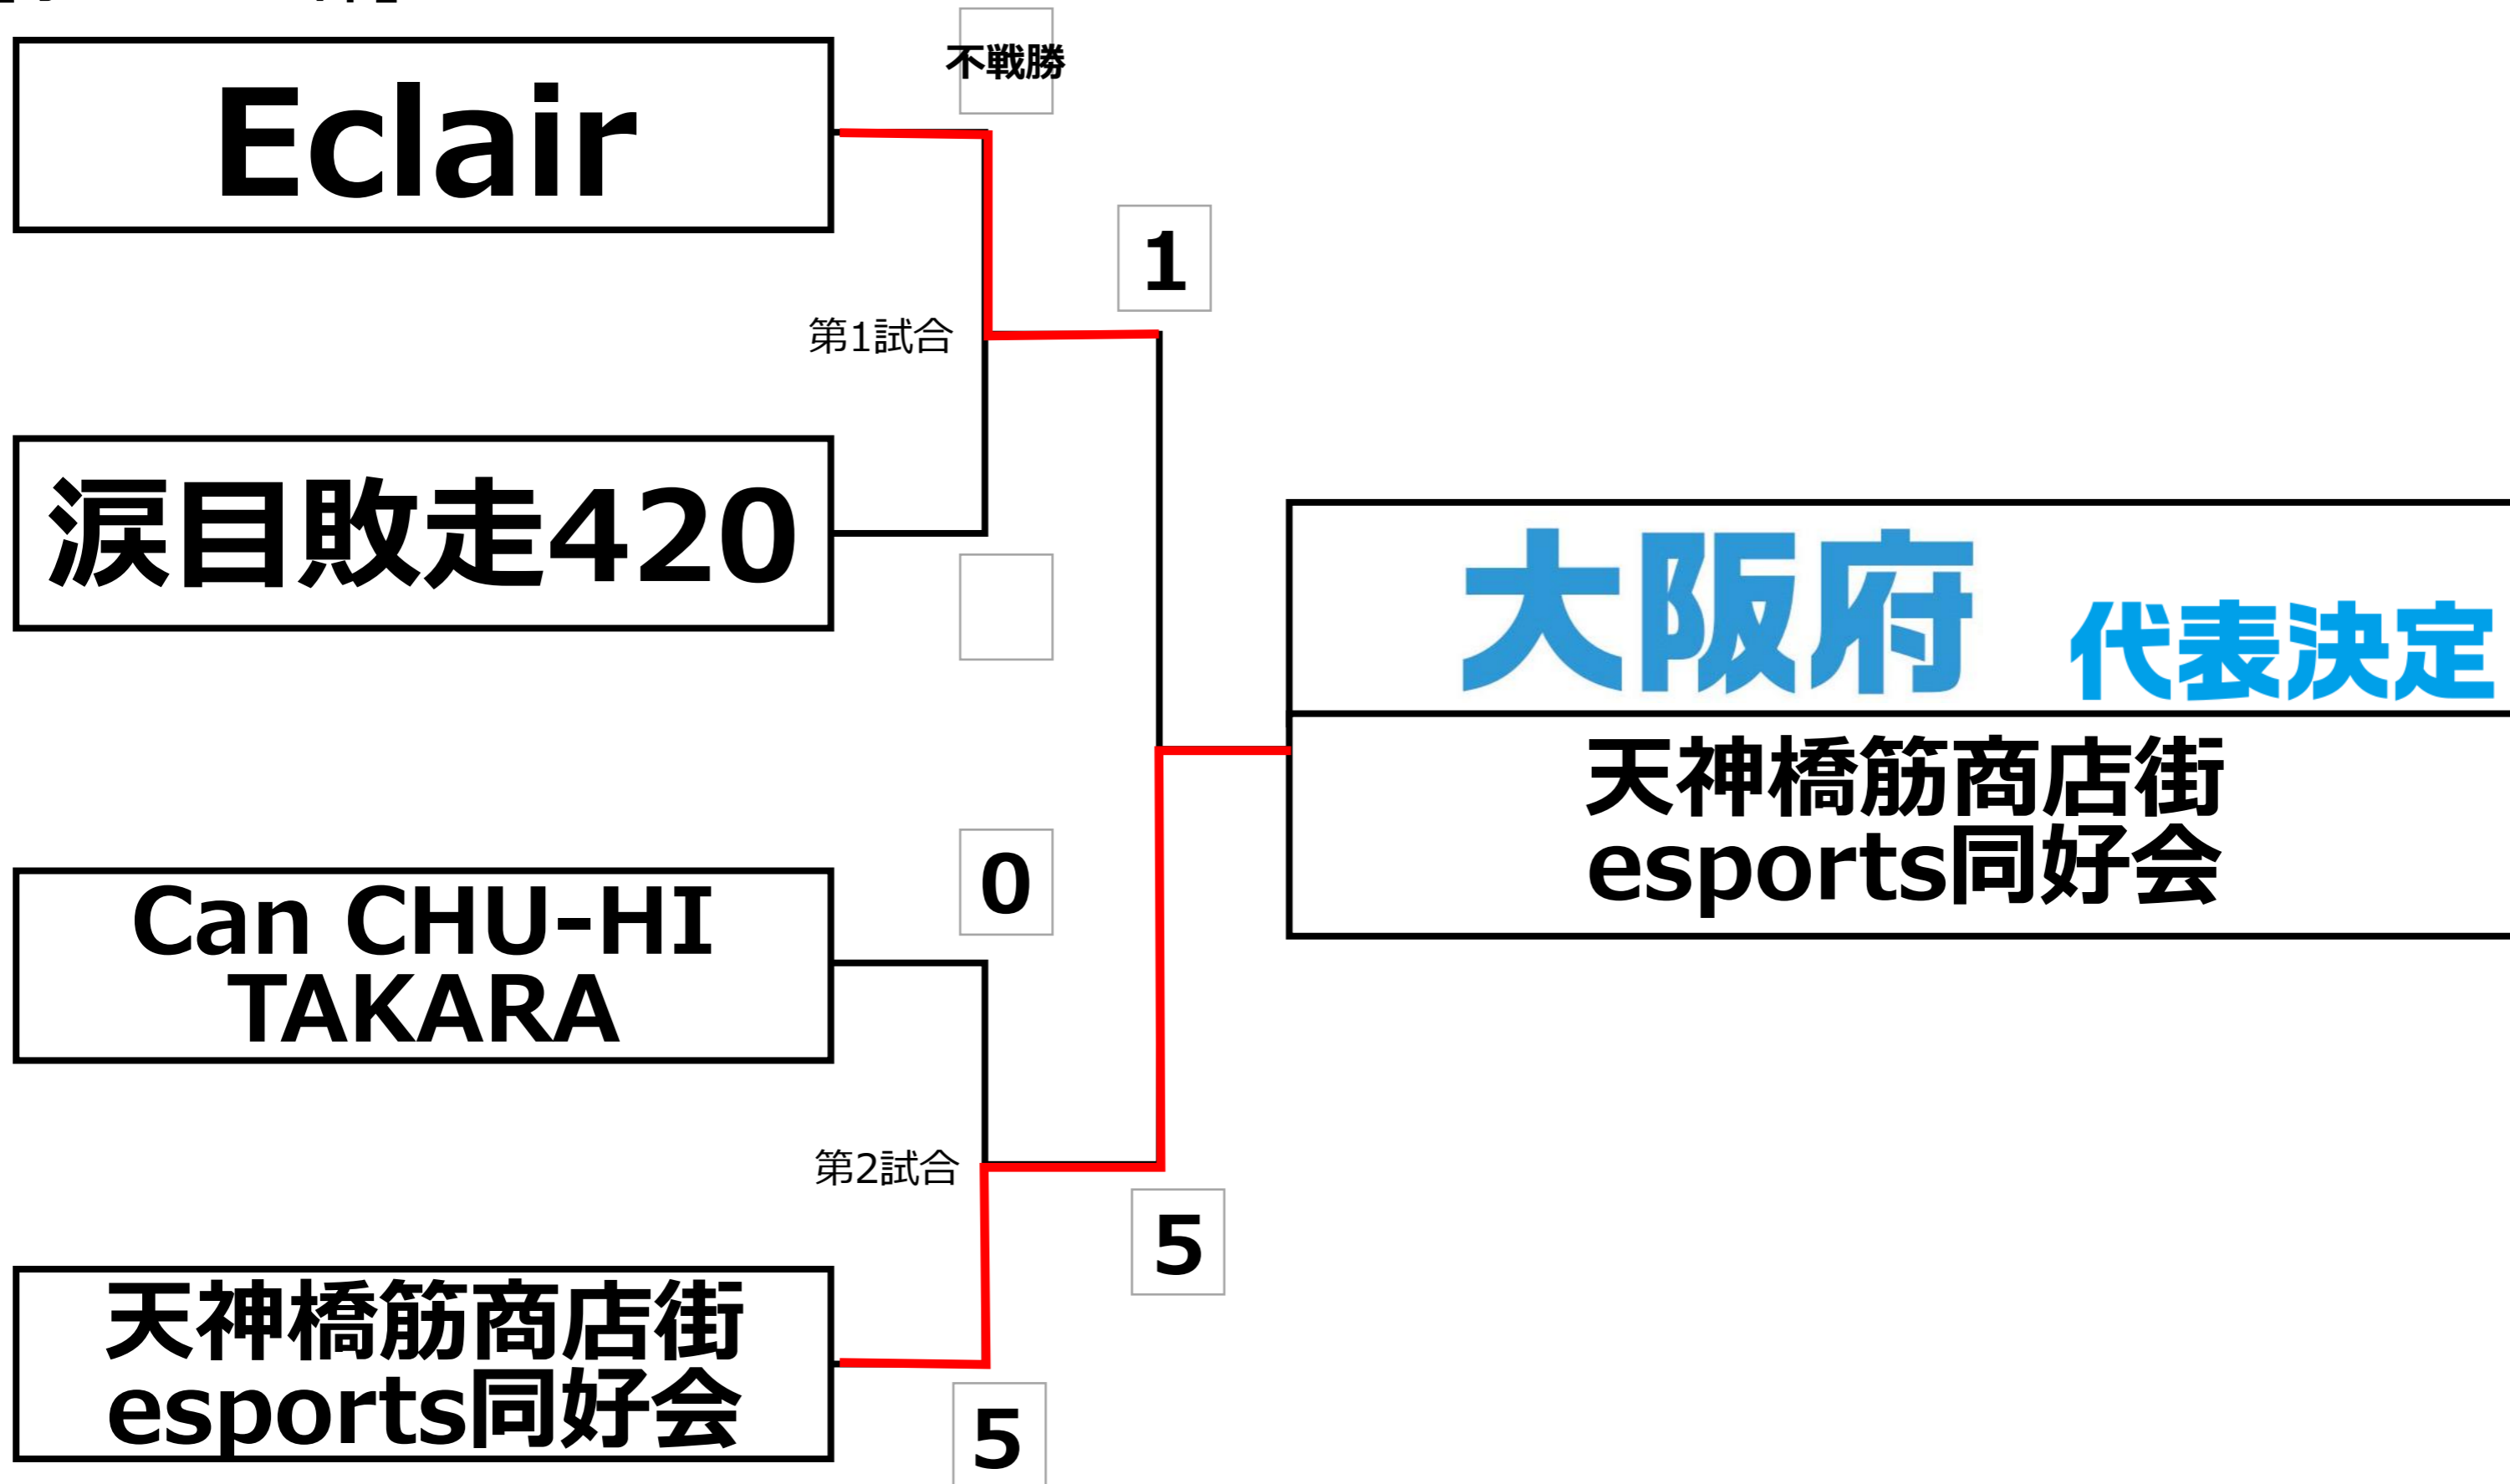 不戦勝
Eclair
1
第1試合
涙目敗走420
大阪府 代表決定
天神橋筋商店街
esports同好会
0
Can CHU-HI
TAKARA
第2試合
5
天神橋筋商店街
esports同好会
5